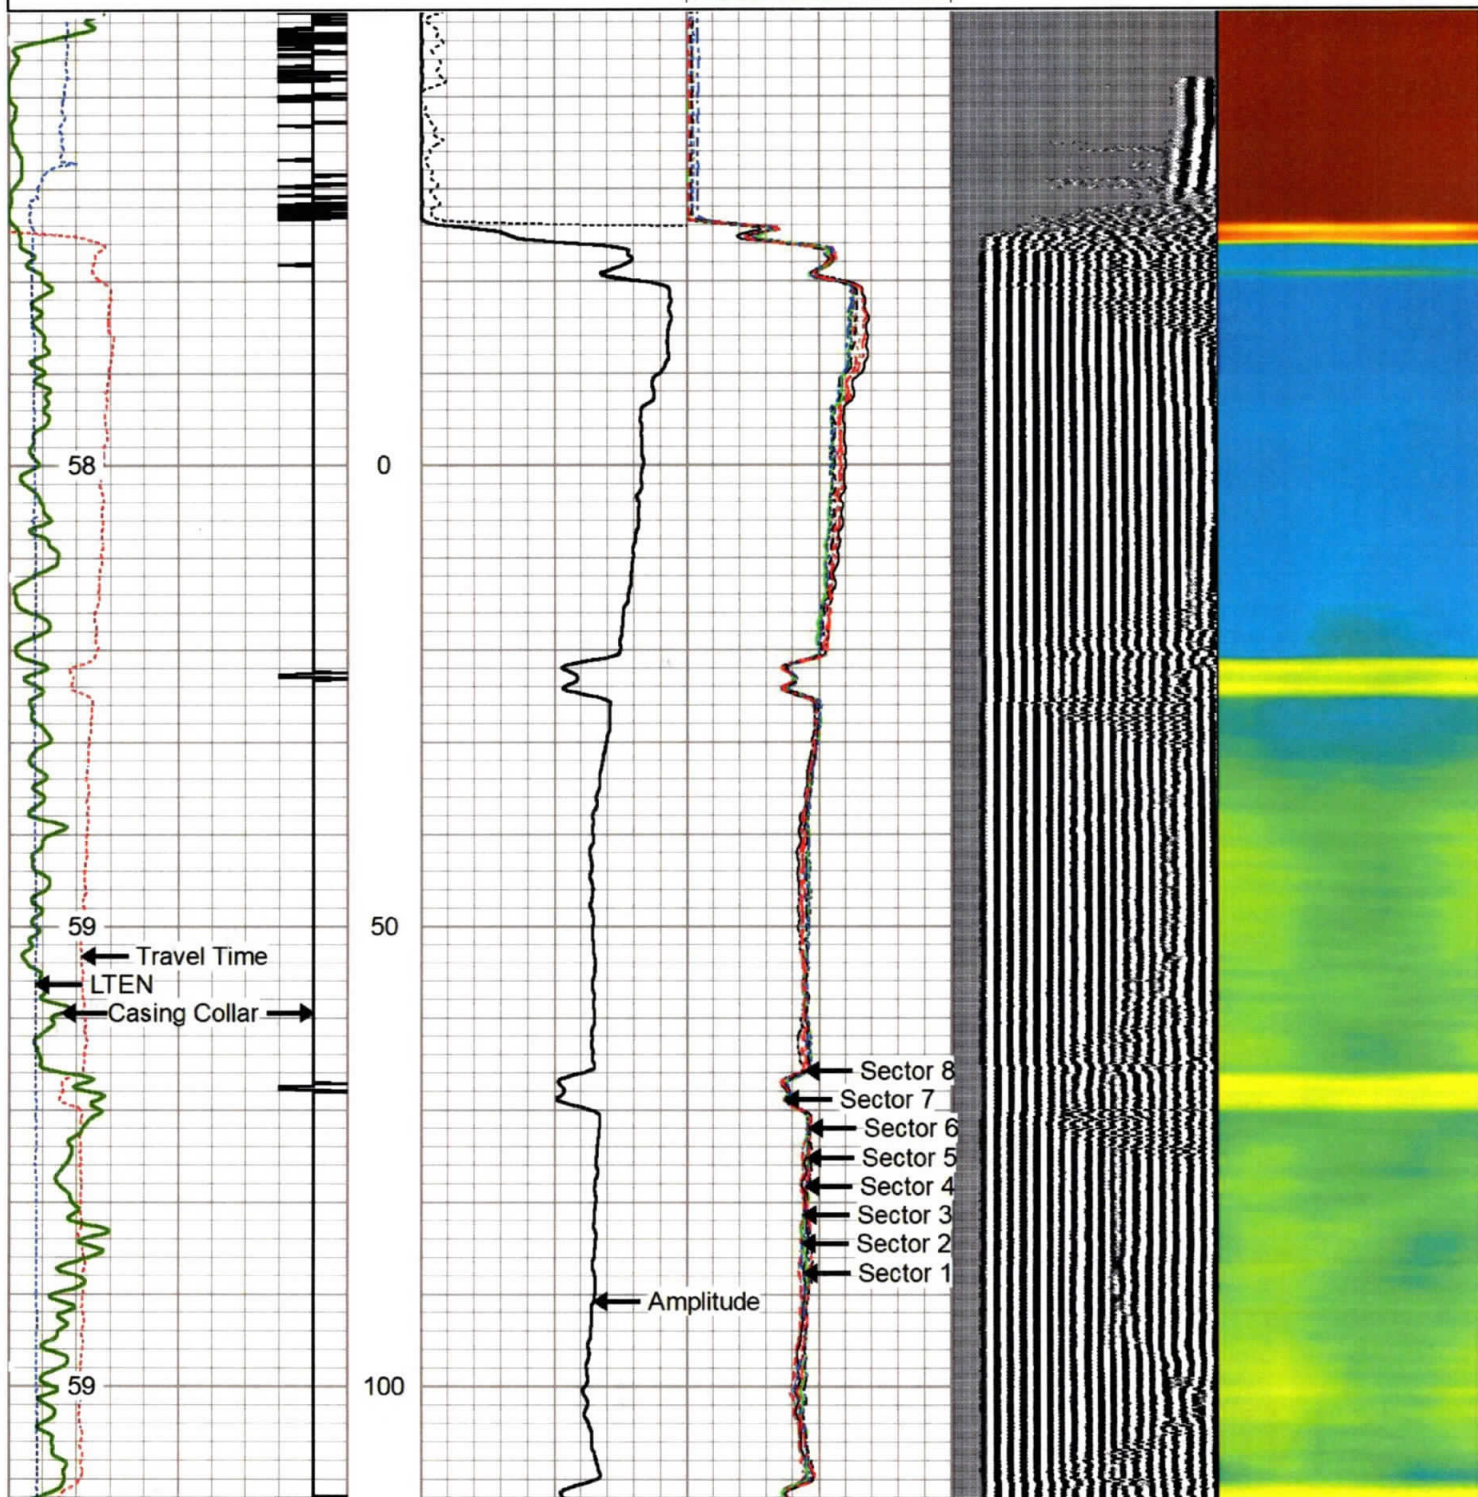 58
0
59
50
Travel Time
LTEN
Casing Collar
Sector 8
Sector 7
Sector 6
Sector 5
Sector 4
Sector 3
Sector 2
Sector 1
Amplitude
59
100